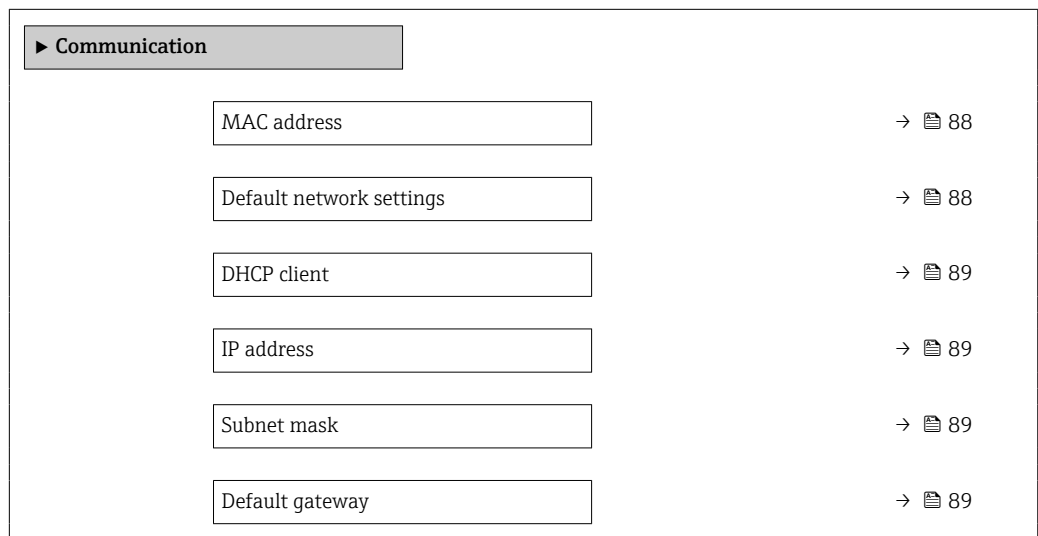 ▶ Communication
MAC address → 88
Default network settings → 88
DHCP client → 89
IP address → 89
Subnet mask → 89
Default gateway → 89